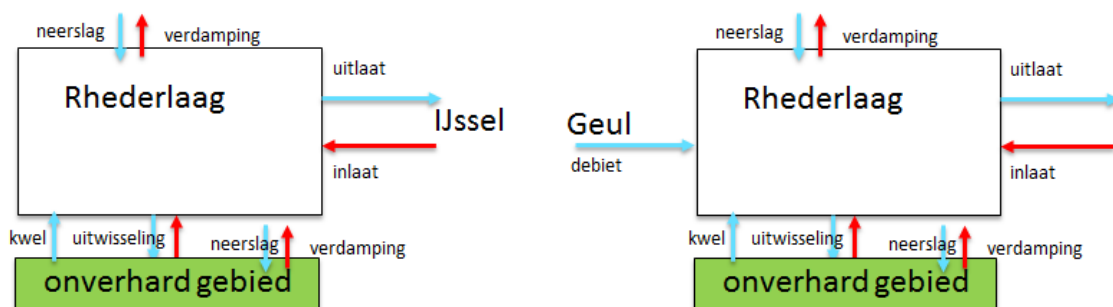 neerslag
verdamping
Rhederlaag
uitlaat
IJssel
inlaat
kwel
uitwisseling
neerslag
verdamping
onverhard gebied
neerslag
verdamping
Rhederlaag
uitlaat
Geul
debiet
inlaat
kwel
uitwisseling
neerslag
verdamping
onverhard gebied